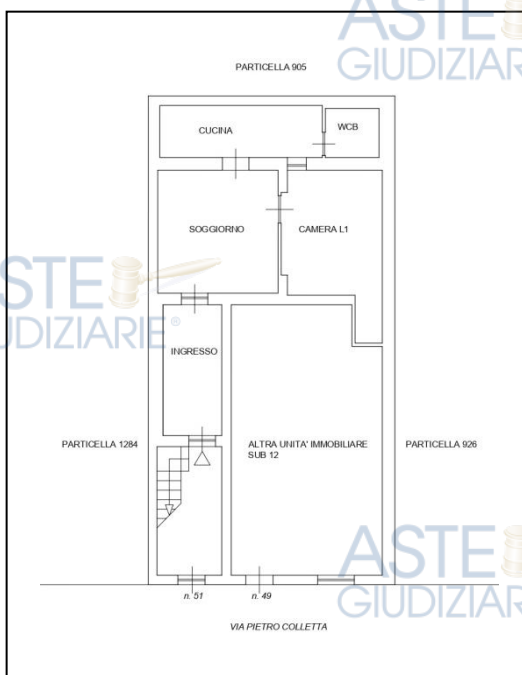 ASTE
GIUDIZIARIE
PARTICELLA 905
CUCINA
WCB
SOGGIORNO
CAMERA L1
ASTE
GIUDIZIARIE®
INGRESSO
PARTICELLA 1284
ALTRA UNITA' IMMOBILIARE
SUB 12
PARTICELLA 926
ASTE
GIUDIZIARIE
n. 51
n. 49
VIA PIETRO COLLETTA